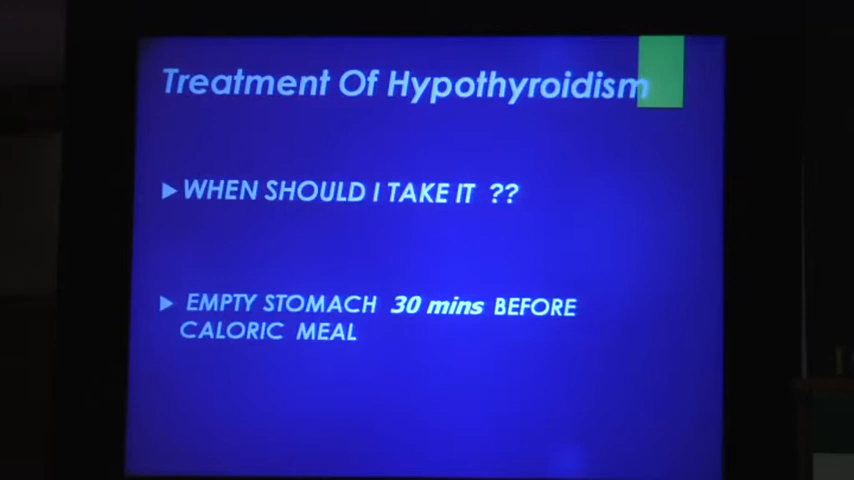 Treatment Of Hypothyroidism
▶ WHEN SHOULD I TAKE IT ??
▶ EMPTY STOMACH 30 mins BEFORE
CALORIC MEAL